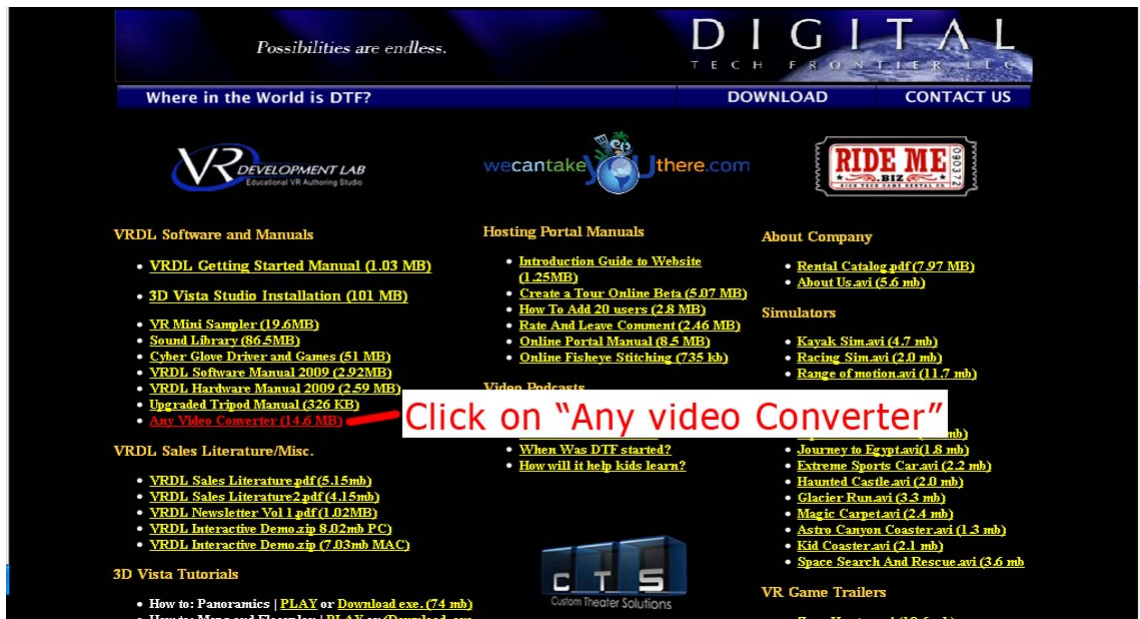 Possibilities are endless.
DIGITAL
TECH FRONTIER LLC
Where in the World is DTF?
DOWNLOAD
CONTACT US
VR DEVELOPMENT LAB
Educational VR Authoring Studio
wecantakeyouthere.com
RIDE ME
.BIZ
HIGH TECH GAME RENTAL CO.
090372
VRDL Software and Manuals
VRDL Getting Started Manual (1.03 MB)
3D Vista Studio Installation (101 MB)
VR Mini Sampler (19.6MB)
Sound Library (86.5MB)
Cyber Glove Driver and Games (51 MB)
VRDL Software Manual 2009 (2.92MB)
VRDL Hardware Manual 2009 (2.59 MB)
Upgraded Tripod Manual (326 KB)
Any Video Converter (14.6 MB)
Click on “Any video Converter”
VRDL Sales Literature/Misc.
VRDL Sales Literature.pdf (5.15mb)
VRDL Sales Literature2.pdf (4.15mb)
VRDL Newsletter Vol 1.pdf (1.02MB)
VRDL Interactive Demo.zip 8.02mb PC)
VRDL Interactive Demo.zip (7.03mb MAC)
3D Vista Tutorials
How to: Panoramics | PLAY or Download exe. (74 mb)
Hosting Portal Manuals
Introduction Guide to Website
(1.25MB)
Create a Tour Online Beta (5.07 MB)
How To Add 20 users (2.8 MB)
Rate And Leave Comment (2.46 MB)
Online Portal Manual (8.5 MB)
Online Fisheye Stitching (735 kb)
Video Podcasts
When Was DTF started?
How will it help kids learn?
CTS
Custom Theater Solutions
About Company
Rental Catalog.pdf (7.97 MB)
About Us.avi (5.6 mb)
Simulators
Kayak Sim.avi (4.7 mb)
Racing Sim.avi (2.0 mb)
Range of motion.avi (11.7 mb)
mb)
Journey to Egypt.avi(1.8 mb)
Extreme Sports Car.avi (2.2 mb)
Haunted Castle.avi (2.0 mb)
Glacier Run.avi (3.3 mb)
Magic Carpet.avi (2.4 mb)
Astro Canyon Coaster.avi (1.3 mb)
Kid Coaster.avi (2.1 mb)
Space Search And Rescue.avi (3.6 mb
VR Game Trailers